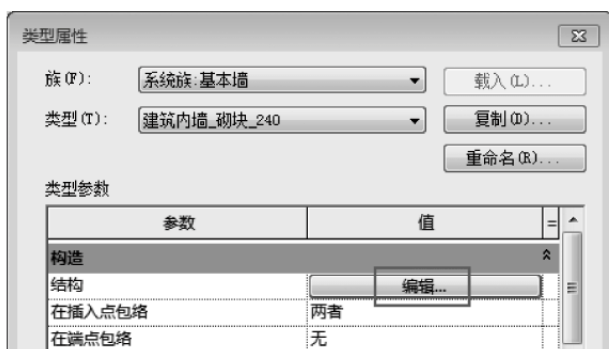 类型属性
族(F): 系统族:基本墙 载入(L)...
类型(T): 建筑内墙_砌块_240 复制(D)...
重命名(R)...
类型参数
参数 值 =
构造
结构 编辑...
在插入点包络 两者
在端点包络 无